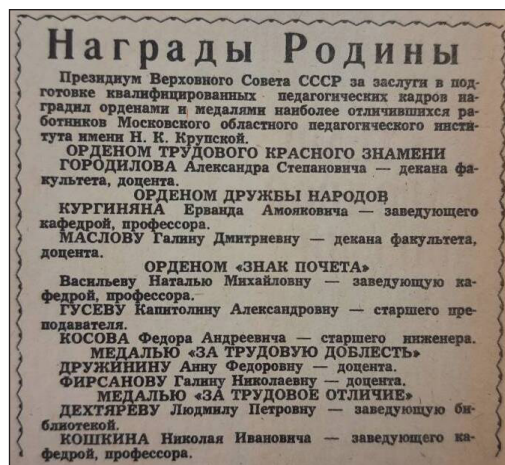 Награды Родины
Президиум Верховного Совета СССР за заслуги в под-
готовке квалифицированных педагогических кадров на-
градил орденами и медалями наиболее отличившихся ра-
ботников Московского областного педагогического инсти-
тута имени Н. К. Крупской.
ОРДЕНОМ ТРУДОВОГО КРАСНОГО ЗНАМЕНИ
ГОРОДИЛОВА Александра Степановича — декана фа-
культета, доцента.
ОРДЕНОМ ДРУЖБЫ НАРОДОВ
КУРГИНЯНА Ерванда Амояковича — заведующего
кафедрой, профессора.
МАСЛОВУ Галину Дмитриевну — декана факультета,
доцента.
ОРДЕНОМ «ЗНАК ПОЧЕТА»
Васильеву Наталью Михайловну — заведующую ка-
федрой, профессора.
ГУСЕВУ Капитолину Александровну — старшего пре-
подавателя.
КОСОВА Федора Андреевича — старшего инженера.
МЕДАЛЬЮ «ЗА ТРУДОВУЮ ДОБЛЕСТЬ»
ДРУЖИНИНУ Анну Федоровну — доцента.
ФИРСАНОВУ Галину Николаевну — доцента.
МЕДАЛЬЮ «ЗА ТРУДОВОЕ ОТЛИЧИЕ»
ДЕХТЯРЕВУ Людмилу Петровну — заведующую би-
блиотекой.
КОШКИНА Николая Ивановича — заведующего ка-
федрой, профессора.